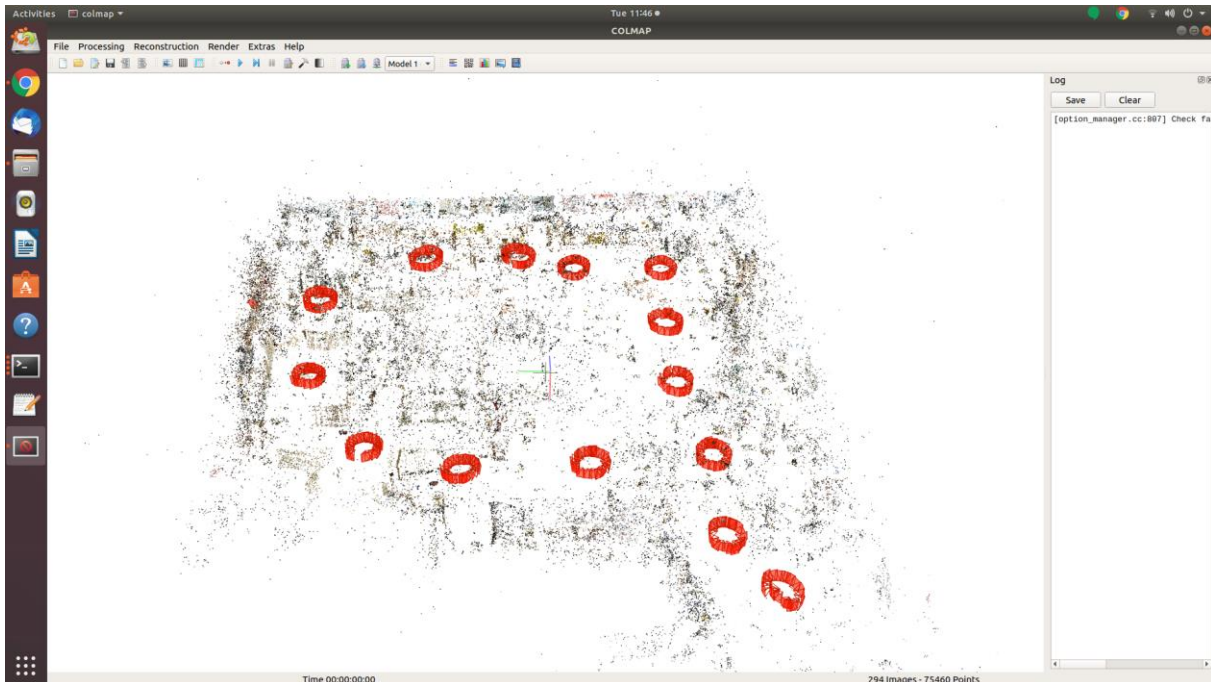 Activities colmap Tue 11:46
COLMAP
File Processing Reconstruction Render Extras Help
Model 1
Log
Save Clear
[option_manager.cc:807] Check fa
Time 00:00:00:00 294 Images - 75460 Points